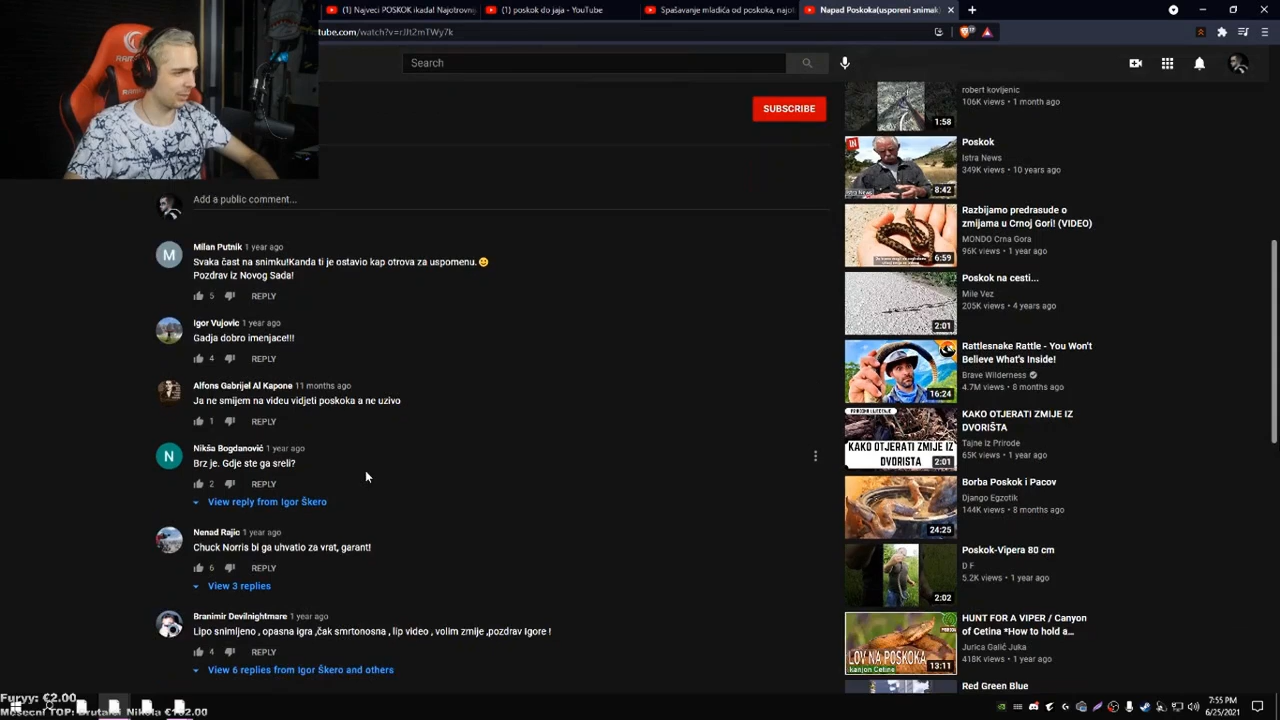 (1) Najveci POSKOK ikada! Najotrovnij
(1) poskok do jaja - YouTube
Spašavanje mladića od poskoka, najot
Napad Poskoka(usporeni snimak)
tube.com/watch?v=rJJt2mTWy7k
Search
SUBSCRIBE
Add a public comment...
Milan Putnik 1 year ago
Svaka čast na snimku!Kanda ti je ostavio kap otrova za uspomenu.
Pozdrav iz Novog Sada!
5 REPLY
Igor Vujovic 1 year ago
Gadja dobro imenjace!!!
4 REPLY
Alfons Gabrijel Al Kapone 11 months ago
Ja ne smijem na videu vidjeti poskoka a ne uzivo
1 REPLY
Nikša Bogdanović 1 year ago
Brz je. Gdje ste ga sreli?
2 REPLY
View reply from Igor Škero
Nenad Rajic 1 year ago
Chuck Norris bi ga uhvatio za vrat, garant!
6 REPLY
View 3 replies
Branimir Devilnightmare 1 year ago
Lipo snimljeno , opasna igra ,čak smrtonosna , lip video , volim zmije ,pozdrav Igore !
4 REPLY
View 6 replies from Igor Škero and others
robert kovljenic
106K views • 1 month ago
1:58
Poskok
Istra News
349K views • 10 years ago
8:42
Razbijamo predrasude o
zmijama u Crnoj Gori! (VIDEO)
MONDO Crna Gora
96K views • 1 year ago
6:59
Poskok na cesti...
Mile Vez
205K views • 4 years ago
2:01
Rattlesnake Rattle - You Won't
Believe What's Inside!
Brave Wilderness
4.7M views • 8 months ago
16:24
KAKO OTJERATI ZMIJE IZ
DVORIŠTA
Tajne Iz Prirode
65K views • 1 year ago
KAKO OTJERATI ZMIJE IZ
DVORISTA
2:01
Borba Poskok i Pacov
Django Egzotik
144K views • 8 months ago
24:25
Poskok-Vipera 80 cm
D F
5.2K views • 1 year ago
2:02
HUNT FOR A VIPER / Canyon
of Cetina *How to hold a...
Jurica Galić Juka
418K views • 1 year ago
LOV NA POSKOKA
kanjon Cetine
13:11
Red Green Blue
Furyy: €2.00
Mesecni TOP: Brutalci Nikola
7:55 PM
6/25/2021